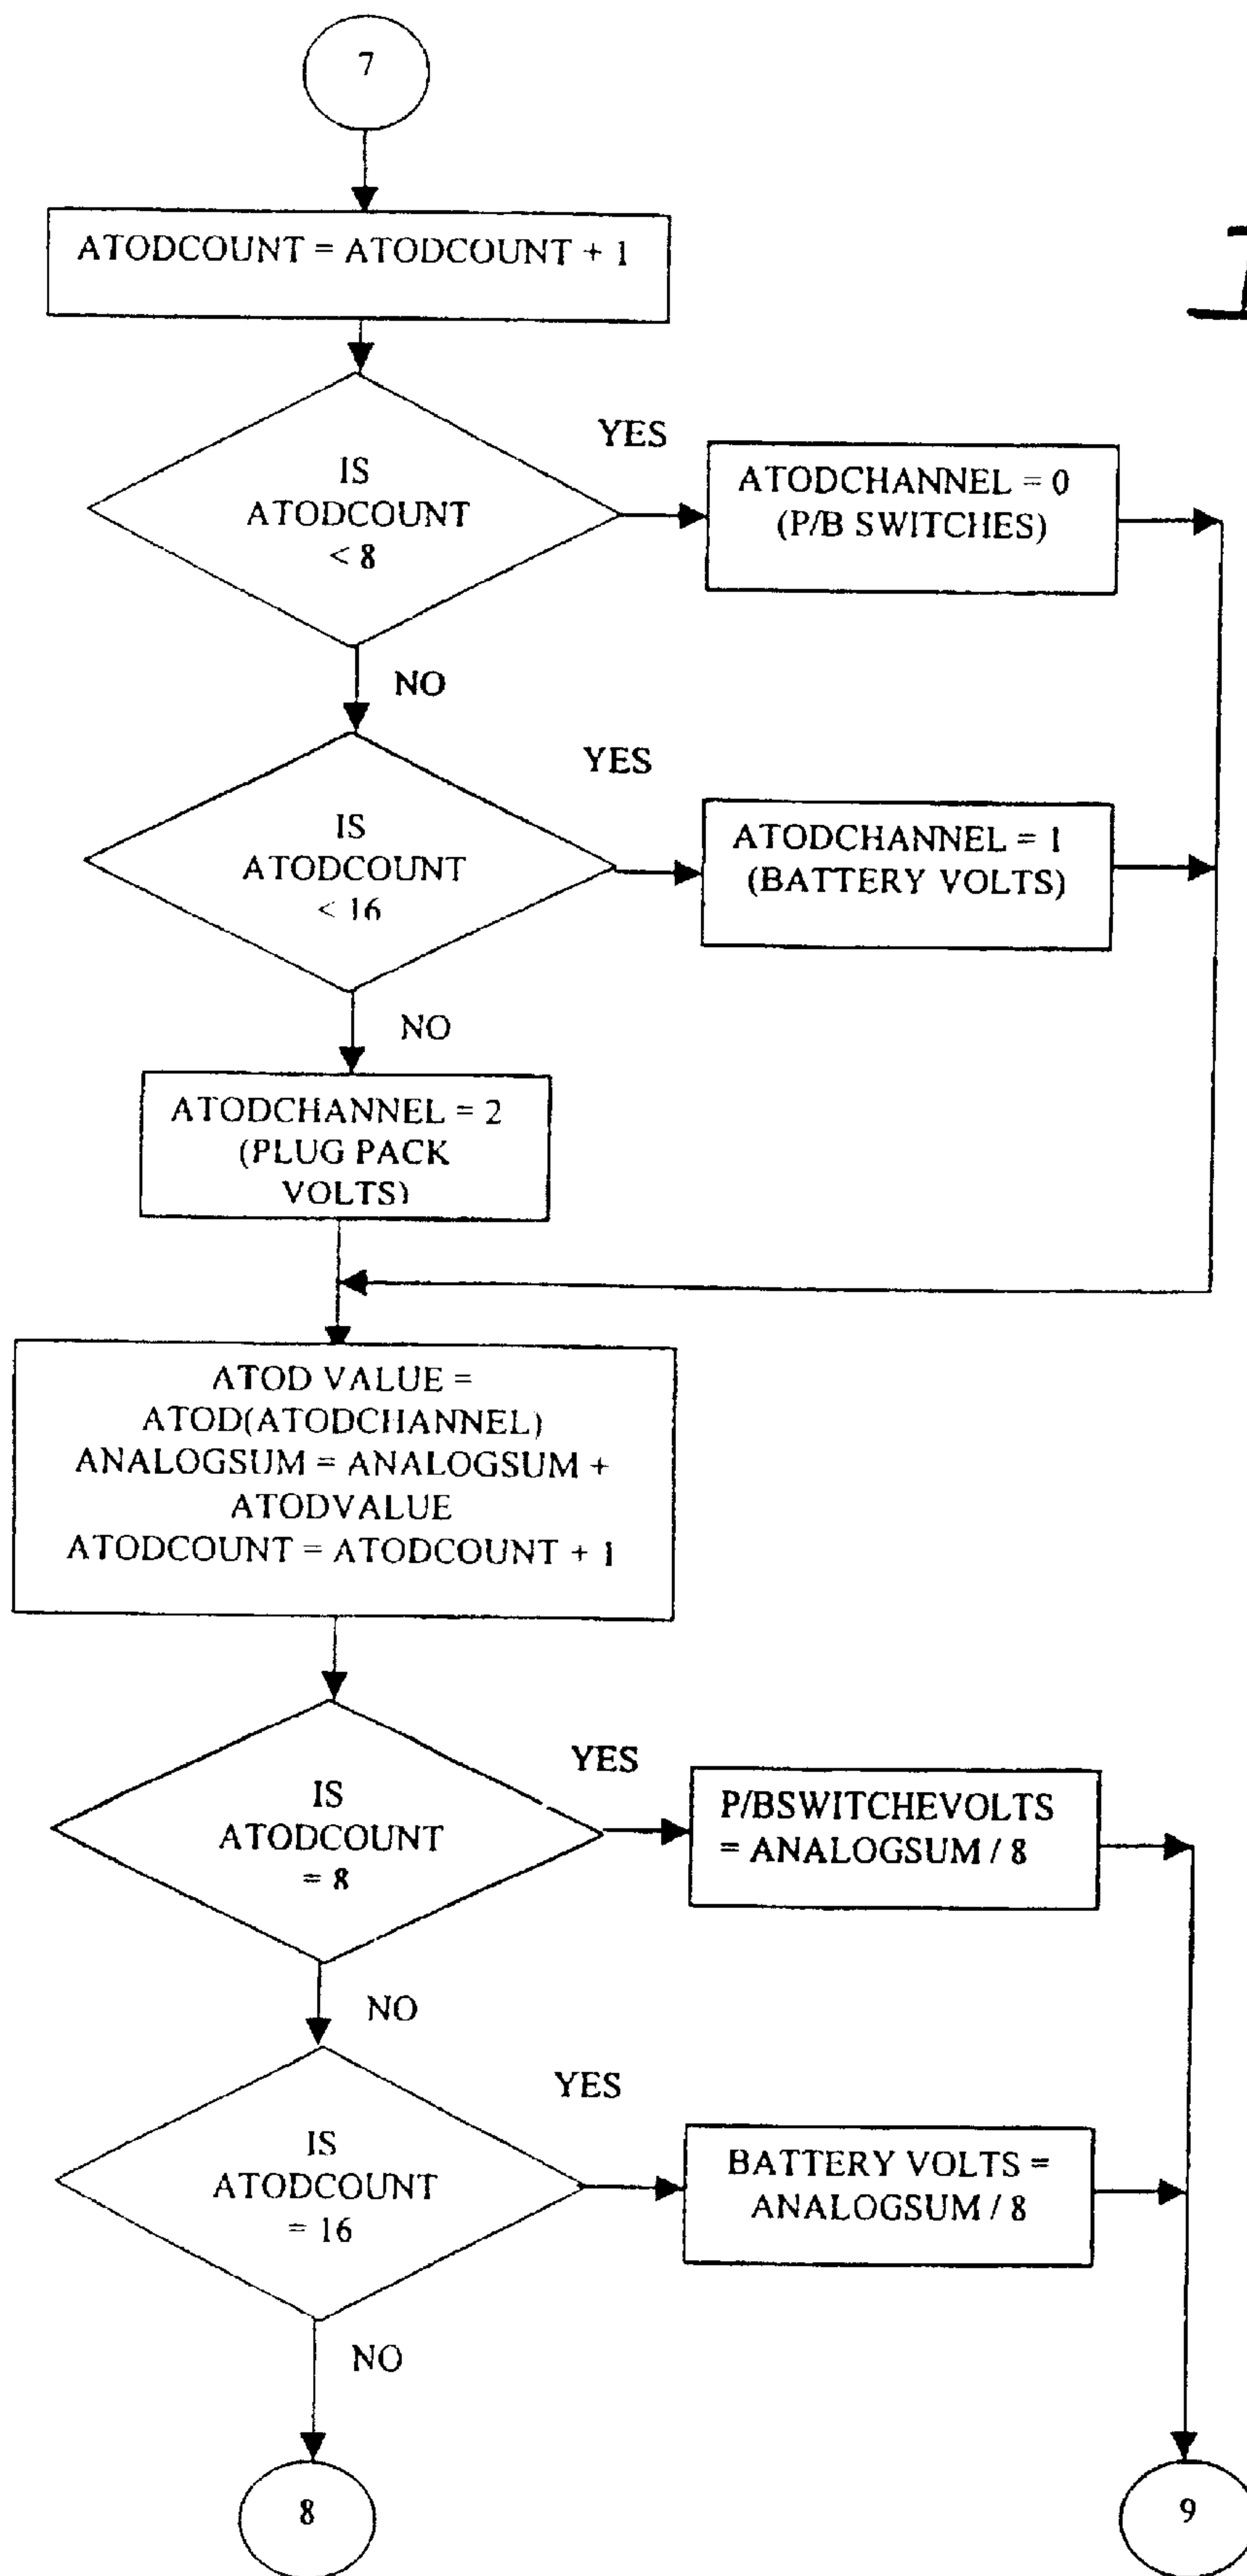 7
ATODCOUNT = ATODCOUNT + 1
YES
IS
ATODCOUNT
< 8
ATODCHANNEL = 0
(P/B SWITCHES)
NO
YES
IS
ATODCOUNT
< 16
ATODCHANNEL = 1
(BATTERY VOLTS)
NO
ATODCHANNEL = 2
(PLUG PACK
VOLTS)
ATOD VALUE =
ATOD(ATODCHANNEL)
ANALOGSUM = ANALOGSUM +
ATODVALUE
ATODCOUNT = ATODCOUNT + 1
YES
IS
ATODCOUNT
= 8
P/BSWITCHEVOLTS
= ANALOGSUM / 8
NO
YES
IS
ATODCOUNT
= 16
BATTERY VOLTS =
ANALOGSUM / 8
NO
8
9